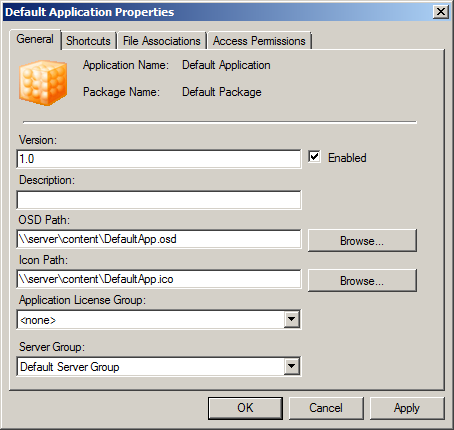 Default Application Properties
General Shortcuts File Associations Access Permissions
Application Name: Default Application
Package Name: Default Package
Version:
1.0 Enabled
Description:
OSD Path:
\\server\content\DefaultApp.osd Browse...
Icon Path:
\\server\content\DefaultApp.ico Browse...
Application License Group:
<none>
Server Group:
Default Server Group
OK Cancel Apply